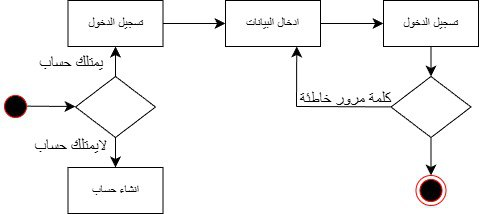 تسجيل الدخول
ادخال البيانات
تسجيل الدخول
يمتلك حساب
كلمة مرور خاطئة
لايمتلك حساب
انشاء حساب